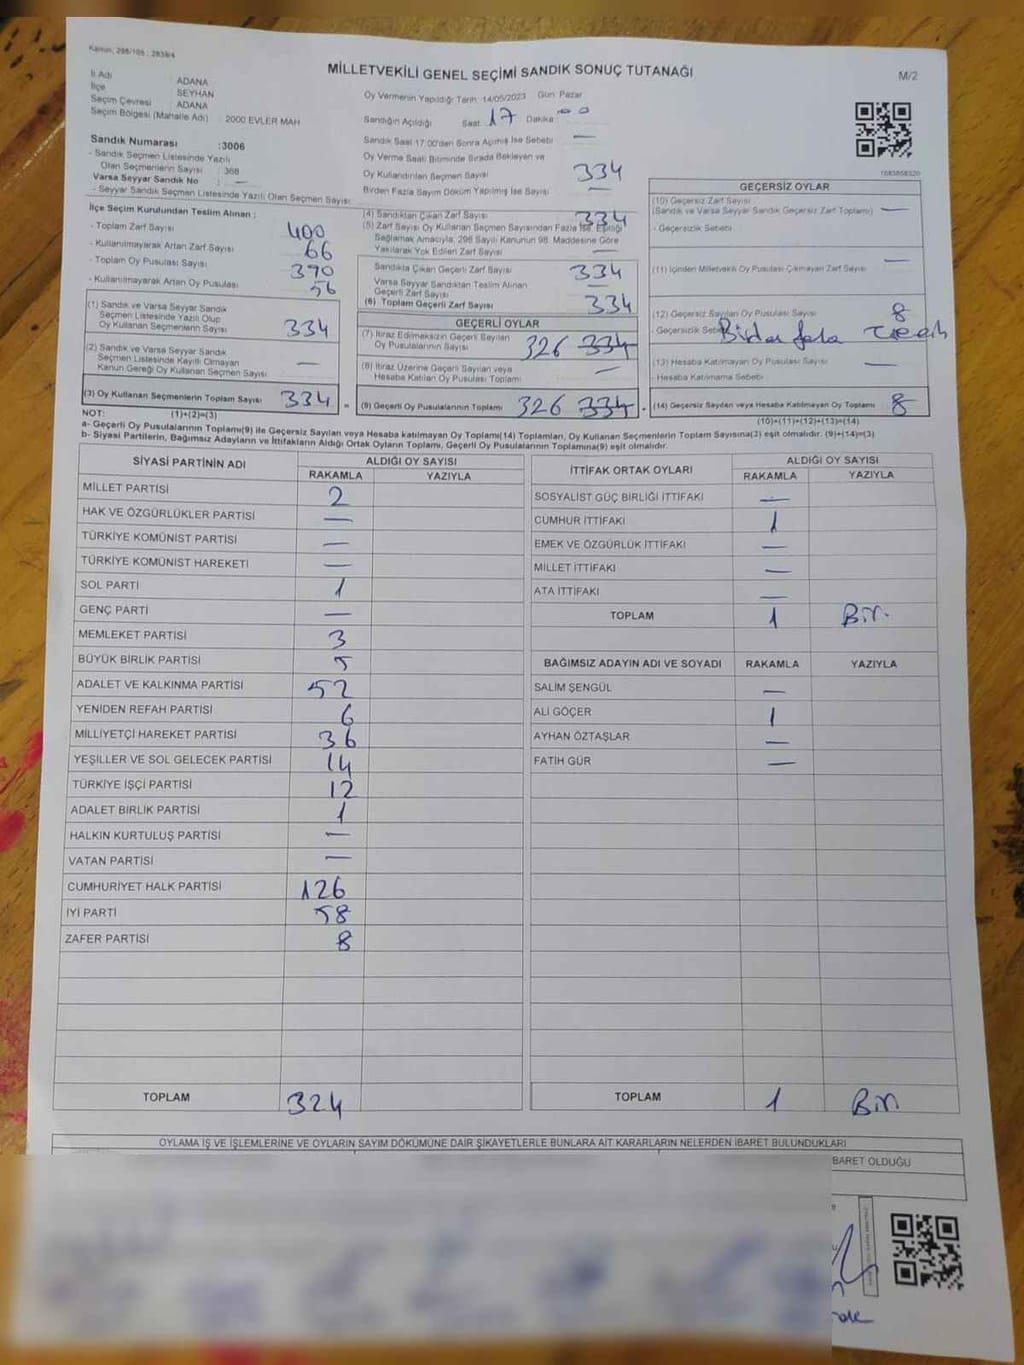 Kanun; 298/105 ; 2839/4
MİLLETVEKİLİ GENEL SEÇİMİ SANDIK SONUÇ TUTANAĞI
M/2
İl Adı : ADANA
İlçe : SEYHAN
Seçim Çevresi : ADANA
Seçim Bölgesi (Mahalle Adı) : 2000 EVLER MAH
Oy Vermenin Yapıldığı Tarih: 14/05/2023 Gün: Pazar
Sandığın Açıldığı Saat: 17 Dakika: 00
Sandık Saat 17:00'den Sonra Açılmış İse Sebebi —
Sandık Numarası :3006
- Sandık Seçmen Listesinde Yazılı
Olan Seçmenlerin Sayısı : 368
Varsa Seyyar Sandık No : —
- Seyyar Sandık Seçmen Listesinde Yazılı Olan Seçmen Sayısı:
Oy Verme Saati Bitiminde Sırada Bekleyen ve
Oy Kullandırılan Seçmen Sayısı 334
Birden Fazla Sayım Döküm Yapılmış İse Sayısı —
1683858320
İlçe Seçim Kurulundan Teslim Alınan :
- Toplam Zarf Sayısı 400
- Kullanılmayarak Artan Zarf Sayısı 66
- Toplam Oy Pusulası Sayısı 390
- Kullanılmayarak Artan Oy Pusulası 56
(1) Sandık ve Varsa Seyyar Sandık
Seçmen Listesinde Yazılı Olup
Oy Kullanan Seçmenlerin Sayısı 334
(2) Sandık ve Varsa Seyyar Sandık
Seçmen Listesinde Kayıtlı Olmayan
Kanun Gereği Oy Kullanan Seçmen Sayısı —
(3) Oy Kullanan Seçmenlerin Toplam Sayısı 334 =
(1)+(2)=(3)
(4) Sandıktan Çıkan Zarf Sayısı 334
(5) Zarf Sayısı Oy Kullanan Seçmen Sayısından Fazla İse, Eşitliği
Sağlamak Amacıyla, 298 Sayılı Kanunun 98. Maddesine Göre
Yakılarak Yok Edilen Zarf Sayısı —
Sandıkta Çıkan Geçerli Zarf Sayısı 334
Varsa Seyyar Sandıktan Teslim Alınan
Geçerli Zarf Sayısı —
(6) Toplam Geçerli Zarf Sayısı 334
GEÇERLİ OYLAR
(7) İtiraz Edilmeksizin Geçerli Sayılan
Oy Pusulalarının Sayısı 326 334
(8) İtiraz Üzerine Geçerli Sayılan veya
Hesaba Katılan Oy Pusulası Toplamı —
(9) Geçerli Oy Pusulalarının Toplamı 326 334 +
GEÇERSİZ OYLAR
(10) Geçersiz Zarf Sayısı
(Sandık ve Varsa Seyyar Sandık Geçersiz Zarf Toplamı) —
- Geçersizlik Sebebi
(11) İçinden Milletvekili Oy Pusulası Çıkmayan Zarf Sayısı —
(12) Geçersiz Sayılan Oy Pusulası Sayısı 8
- Geçersizlik Sebebi
(13) Hesaba Katılmayan Oy Pusulası Sayısı —
- Hesaba Katılmama Sebebi
(14) Geçersiz Sayılan veya Hesaba Katılmayan Oy Toplamı 8
(10)+(11)+(12)+(13)=(14)
NOT:
a- Geçerli Oy Pusulalarının Toplamı(9) ile Geçersiz Sayılan veya Hesaba katılmayan Oy Toplamı(14) Toplamları, Oy Kullanan Seçmenlerin Toplam Sayısına(3) eşit olmalıdır. (9)+(14)=(3)
b- Siyasi Partilerin, Bağımsız Adayların ve İttifakların Aldığı Ortak Oyların Toplamı, Geçerli Oy Pusulalarının Toplamına(9) eşit olmalıdır.
SİYASİ PARTİNİN ADI ALDIĞI OY SAYISI
RAKAMLA YAZIYLA
MİLLET PARTİSİ 2
HAK VE ÖZGÜRLÜKLER PARTİSİ —
TÜRKİYE KOMÜNİST PARTİSİ —
TÜRKİYE KOMÜNİST HAREKETİ —
SOL PARTİ 1
GENÇ PARTİ —
MEMLEKET PARTİSİ 3
BÜYÜK BİRLİK PARTİSİ 5
ADALET VE KALKINMA PARTİSİ 52
YENİDEN REFAH PARTİSİ 6
MİLLİYETÇİ HAREKET PARTİSİ 36
YEŞİLLER VE SOL GELECEK PARTİSİ 14
TÜRKİYE İŞÇİ PARTİSİ 12
ADALET BİRLİK PARTİSİ 1
HALKIN KURTULUŞ PARTİSİ —
VATAN PARTİSİ —
CUMHURİYET HALK PARTİSİ 126
İYİ PARTİ 58
ZAFER PARTİSİ 8
TOPLAM 324
İTTİFAK ORTAK OYLARI ALDIĞI OY SAYISI
RAKAMLA YAZIYLA
SOSYALİST GÜÇ BİRLİĞİ İTTİFAKI —
CUMHUR İTTİFAKI 1
EMEK VE ÖZGÜRLÜK İTTİFAKI —
MİLLET İTTİFAKI —
ATA İTTİFAKI —
TOPLAM 1 Bir.
BAĞIMSIZ ADAYIN ADI VE SOYADI RAKAMLA YAZIYLA
SALİM ŞENGÜL —
ALİ GÖÇER 1
AYHAN ÖZTAŞLAR —
FATİH GÜR —
TOPLAM 1 Bir.
OYLAMA İŞ VE İŞLEMLERİNE VE OYLARIN SAYIM DÖKÜMÜNE DAİR ŞİKAYETLERLE BUNLARA AİT KARARLARIN NELERDEN İBARET BULUNDUKLARI
BARET OLDUĞU